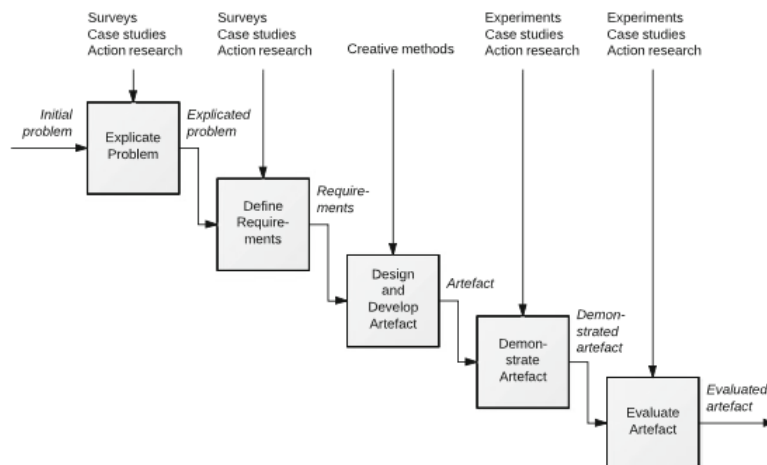 Surveys
Case studies
Action research
Surveys
Case studies
Action research
Creative methods
Experiments
Case studies
Action research
Experiments
Case studies
Action research
Initial
problem
Explicate
Problem
Explicated
problem
Define
Require-
ments
Require-
ments
Design
and
Develop
Artefact
Artefact
Demon-
strate
Artefact
Demon-
strated
artefact
Evaluate
Artefact
Evaluated
artefact